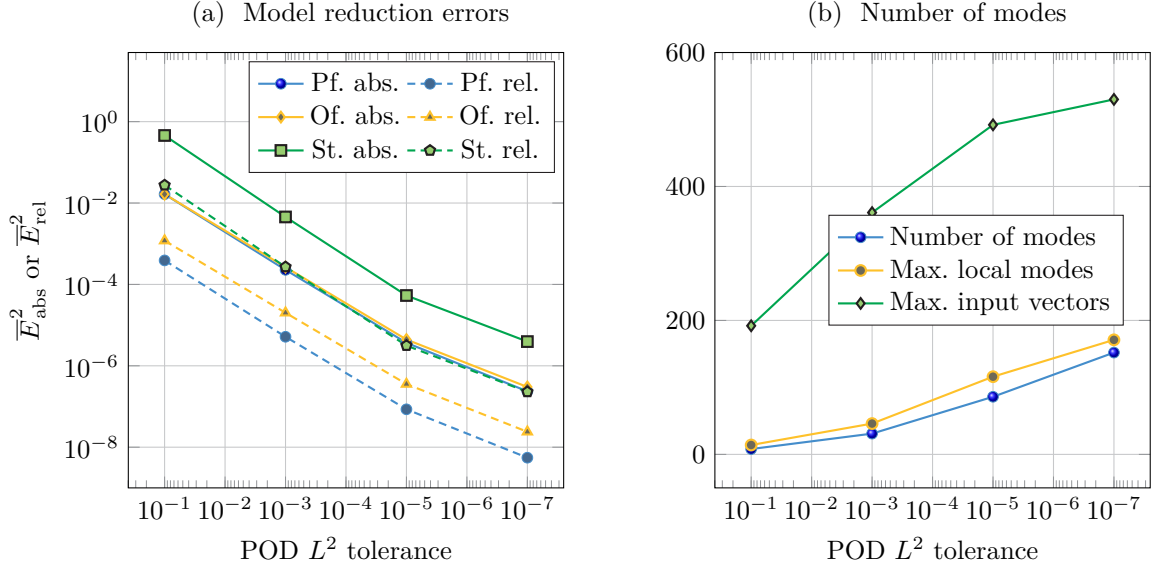 (a) Model reduction errors
Pf. abs. Pf. rel.
Of. abs. Of. rel.
St. abs. St. rel.
10^0
10^-2
10^-4
10^-6
10^-8
\overline{E}^2_abs or \overline{E}^2_rel
10^-1 10^-2 10^-3 10^-4 10^-5 10^-6 10^-7
POD L^2 tolerance
(b) Number of modes
600
400
200
0
Number of modes
Max. local modes
Max. input vectors
10^-1 10^-2 10^-3 10^-4 10^-5 10^-6 10^-7
POD L^2 tolerance